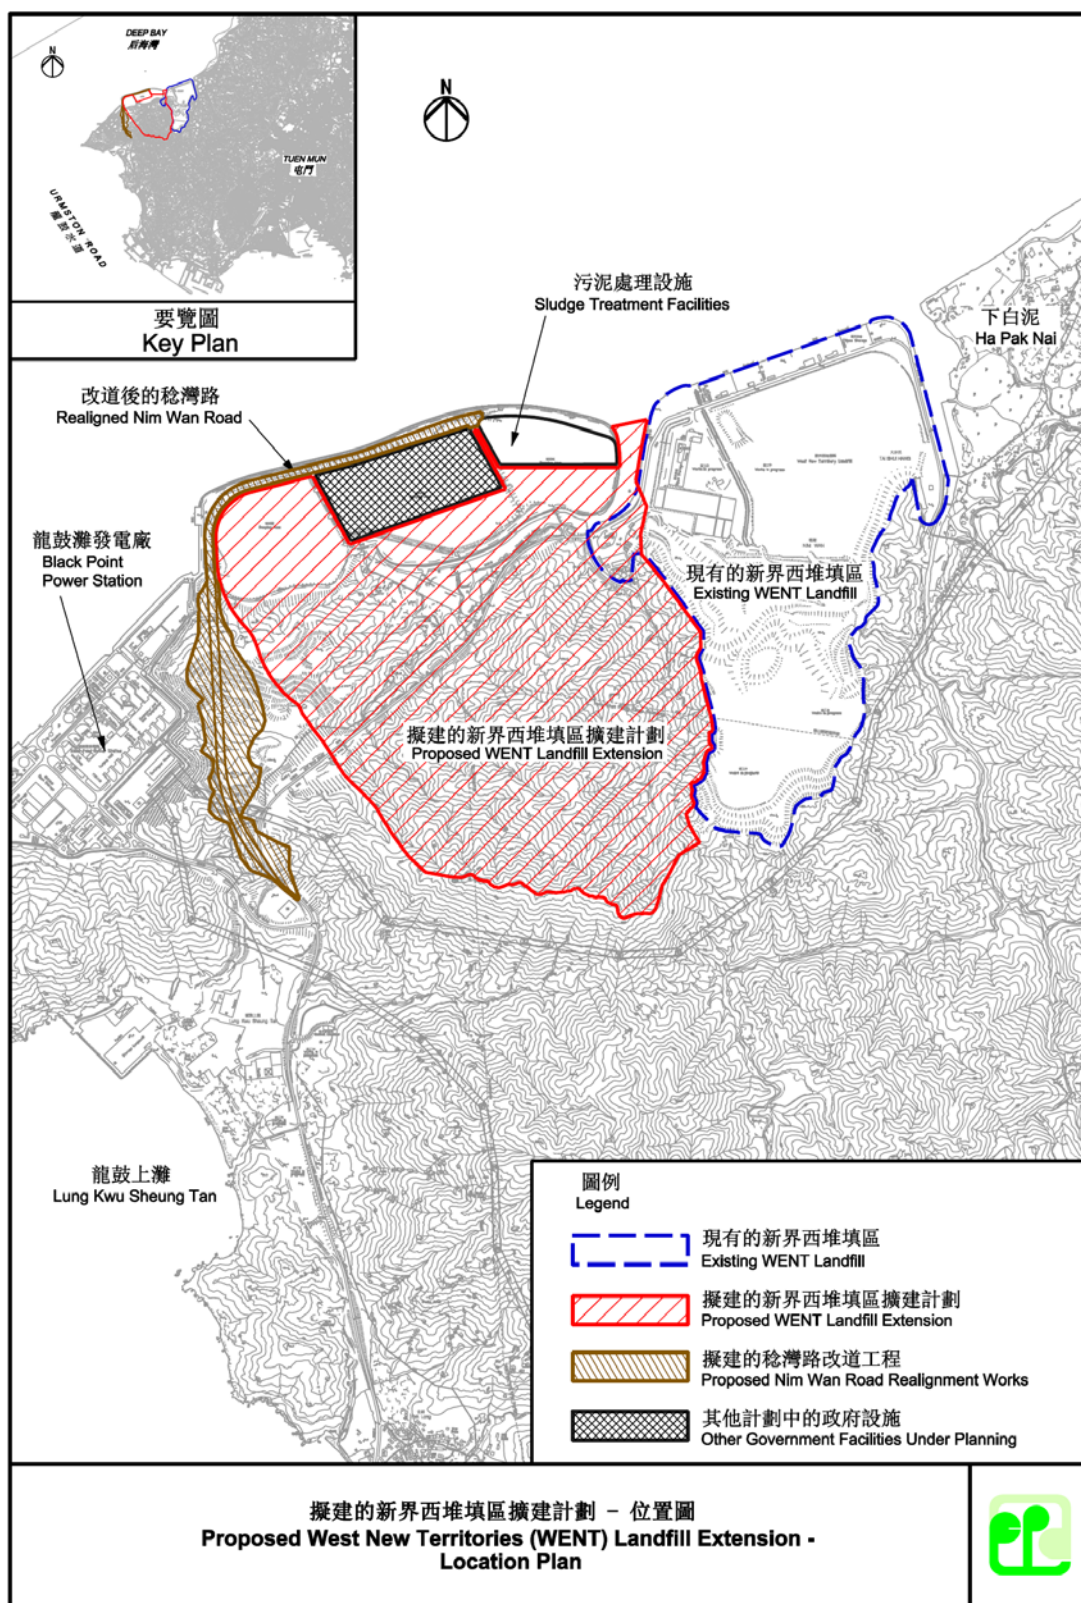 DEEP BAY
后海灣
N
TUEN MUN
屯門
URMSTON ROAD
龍鼓水道
要覽圖
Key Plan
N
污泥處理設施
Sludge Treatment Facilities
下白泥
Ha Pak Nai
改道後的稔灣路
Realigned Nim Wan Road
龍鼓灘發電廠
Black Point
Power Station
現有的新界西堆填區
Existing WENT Landfill
擬建的新界西堆填區擴建計劃
Proposed WENT Landfill Extension
Lung Kwu Sheung Tan
龍鼓上灘
Lung Kwu Sheung Tan
圖例
Legend
現有的新界西堆填區
Existing WENT Landfill
擬建的新界西堆填區擴建計劃
Proposed WENT Landfill Extension
擬建的稔灣路改道工程
Proposed Nim Wan Road Realignment Works
其他計劃中的政府設施
Other Government Facilities Under Planning
擬建的新界西堆填區擴建計劃 – 位置圖
Proposed West New Territories (WENT) Landfill Extension -
Location Plan